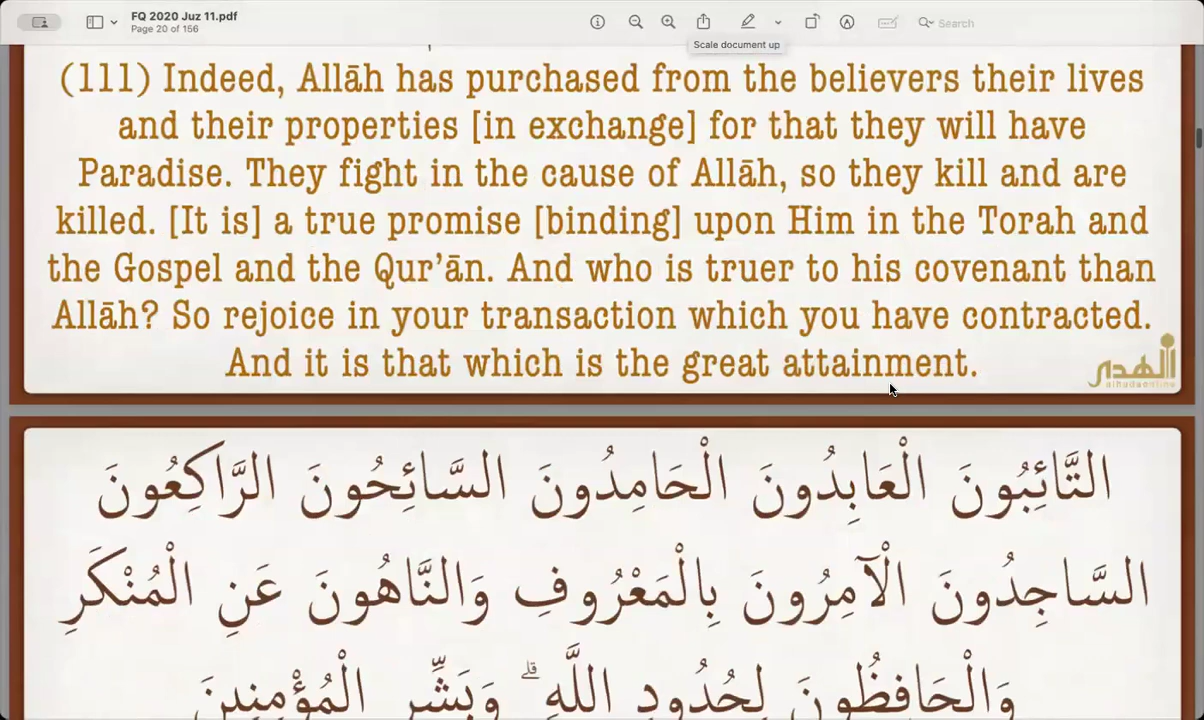 FQ 2020 Juz 11.pdf
Page 20 of 156
Search
Scale document up
(111) Indeed, Allāh has purchased from the believers their lives
and their properties [in exchange] for that they will have
Paradise. They fight in the cause of Allāh, so they kill and are
killed. [It is] a true promise [binding] upon Him in the Torah and
the Gospel and the Qur’ān. And who is truer to his covenant than
Allāh? So rejoice in your transaction which you have contracted.
And it is that which is the great attainment.
الهدى
alhudaonline
التَّائِبُونَ الْعَابِدُونَ الْحَامِدُونَ السَّائِحُونَ الرَّاكِعُونَ
السَّاجِدُونَ الْآمِرُونَ بِالْمَعْرُوفِ وَالنَّاهُونَ عَنِ الْمُنْكَرِ
وَالْحَافِظُونَ لِحُدُودِ اللَّهِ ۗ وَبَشِّرِ الْمُؤْمِنِينَ